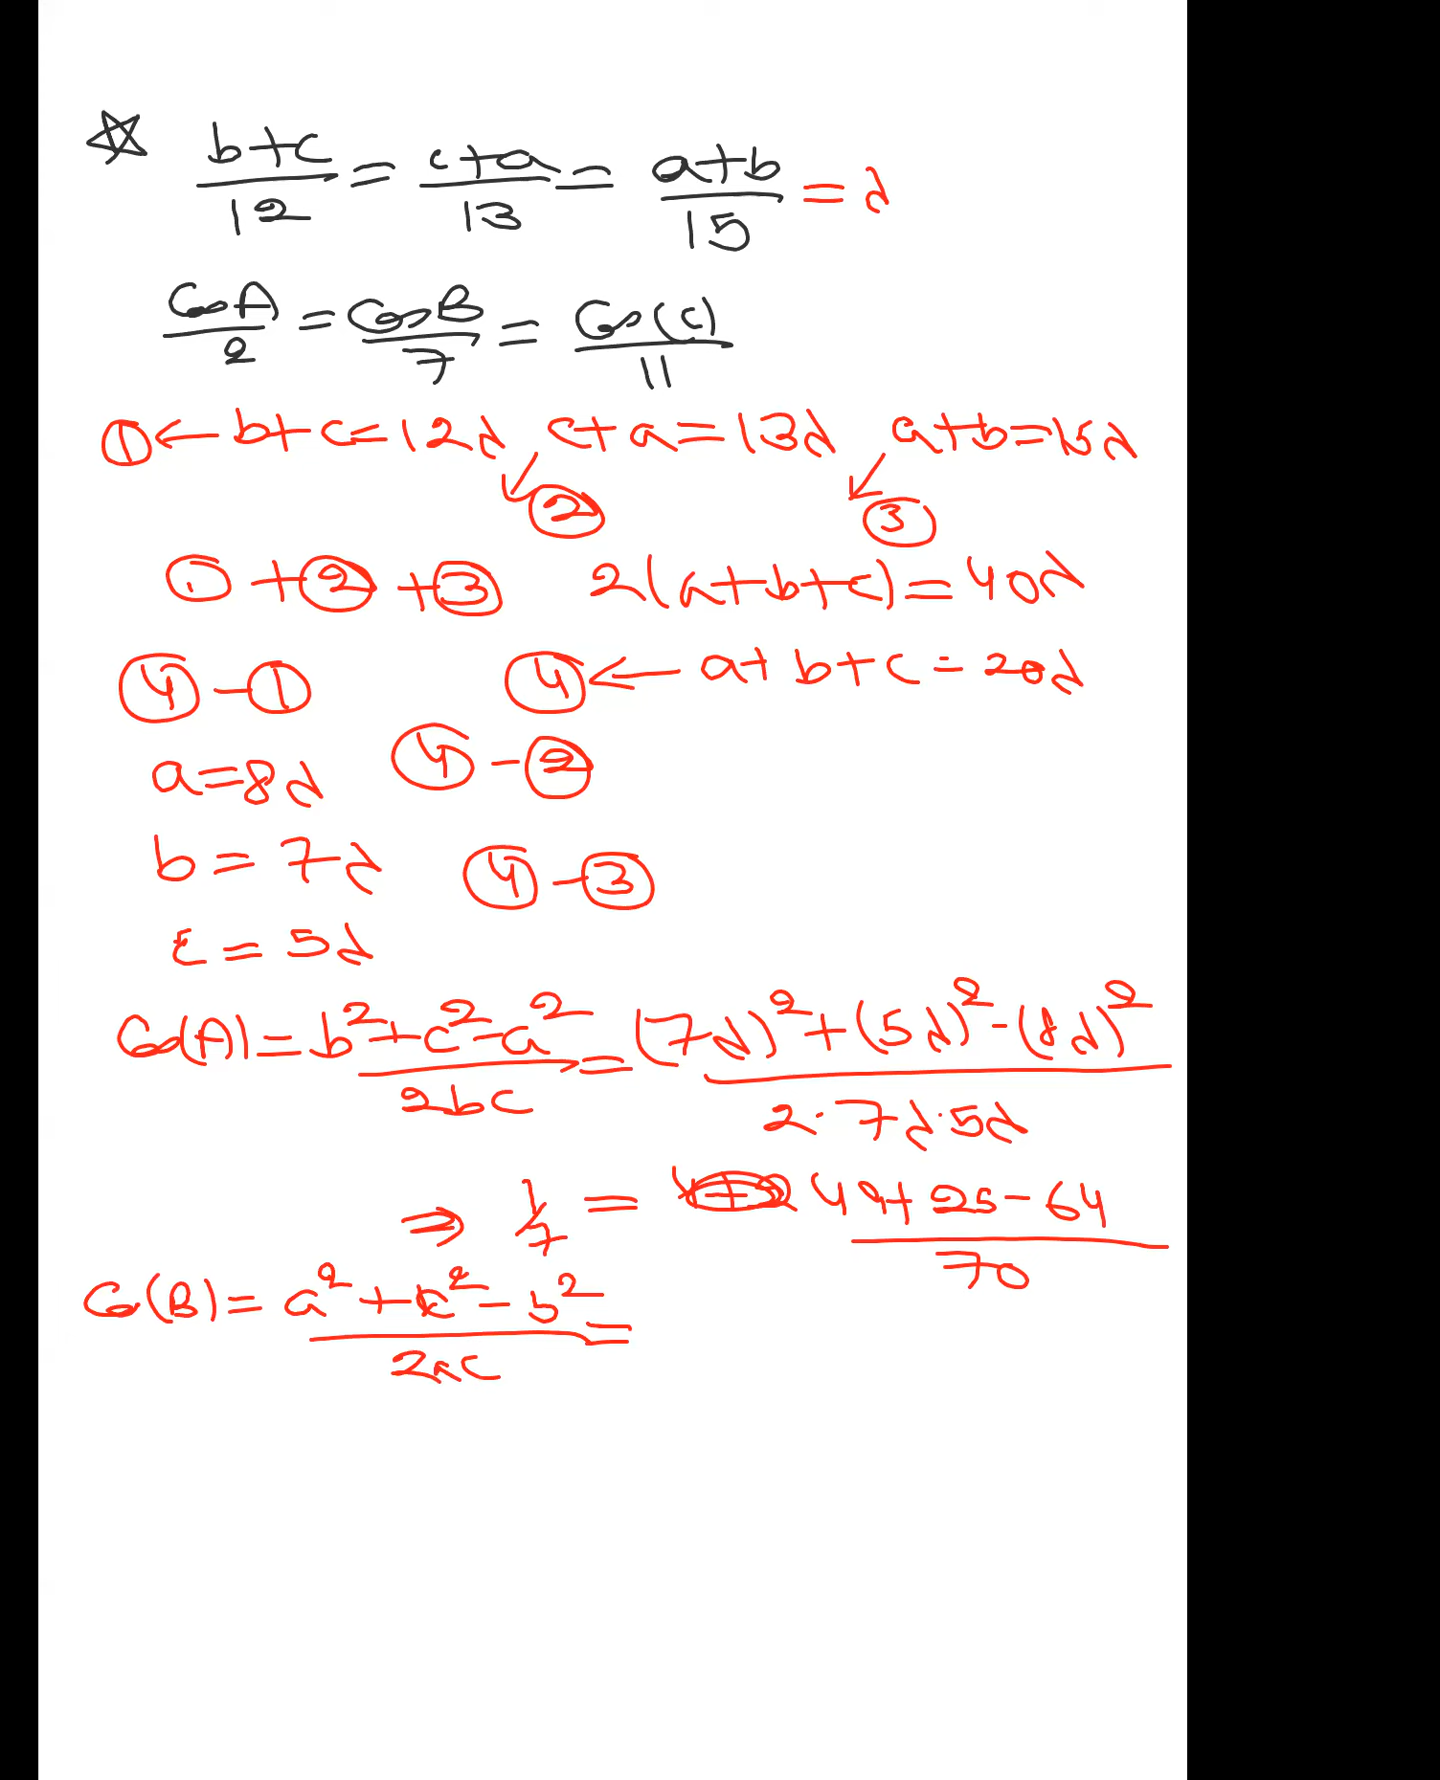 ☆ (b+c)/12 = (c+a)/13 = (a+b)/15 = λ
CosA/2 = CosB/7 = Cos(C)/11
① ← b+c=12λ c+a=13λ a+b=15λ
② ③
① + ② + ③ 2(a+b+c)=40λ
④ - ① ④ ← a+b+c=20λ
a=8λ ④ - ②
b=7λ ④ - ③
c=5λ
Cos(A) = (b²+c²-a²)/2bc = ((7λ)²+(5λ)²-(8λ)²)/(2·7λ·5λ)
⇒ 1/7 = (49+25-64)/70
Cos(B) = (a²+c²-b²)/2ac =